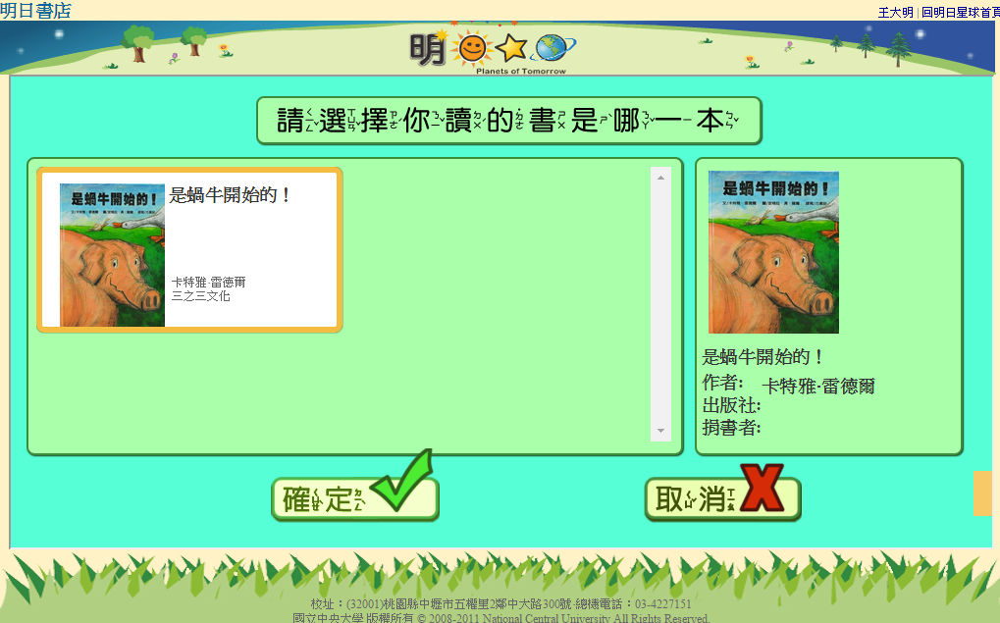 明日書店
王大明 | 回明日星球首頁
明
Planets of Tomorrow
請選擇你讀的書是哪一本
是蝸牛開始的！
是蝸牛開始的！
卡特雅‧雷德爾
三之三文化
是蝸牛開始的！
是蝸牛開始的！
作者: 卡特雅‧雷德爾
出版社:
捐書者:
確定
取消
校址：(32001)桃園縣中壢市五權里2鄰中大路300號‧總機電話：03-4227151
國立中央大學 版權所有 © 2008-2011 National Central University All Rights Reserved.